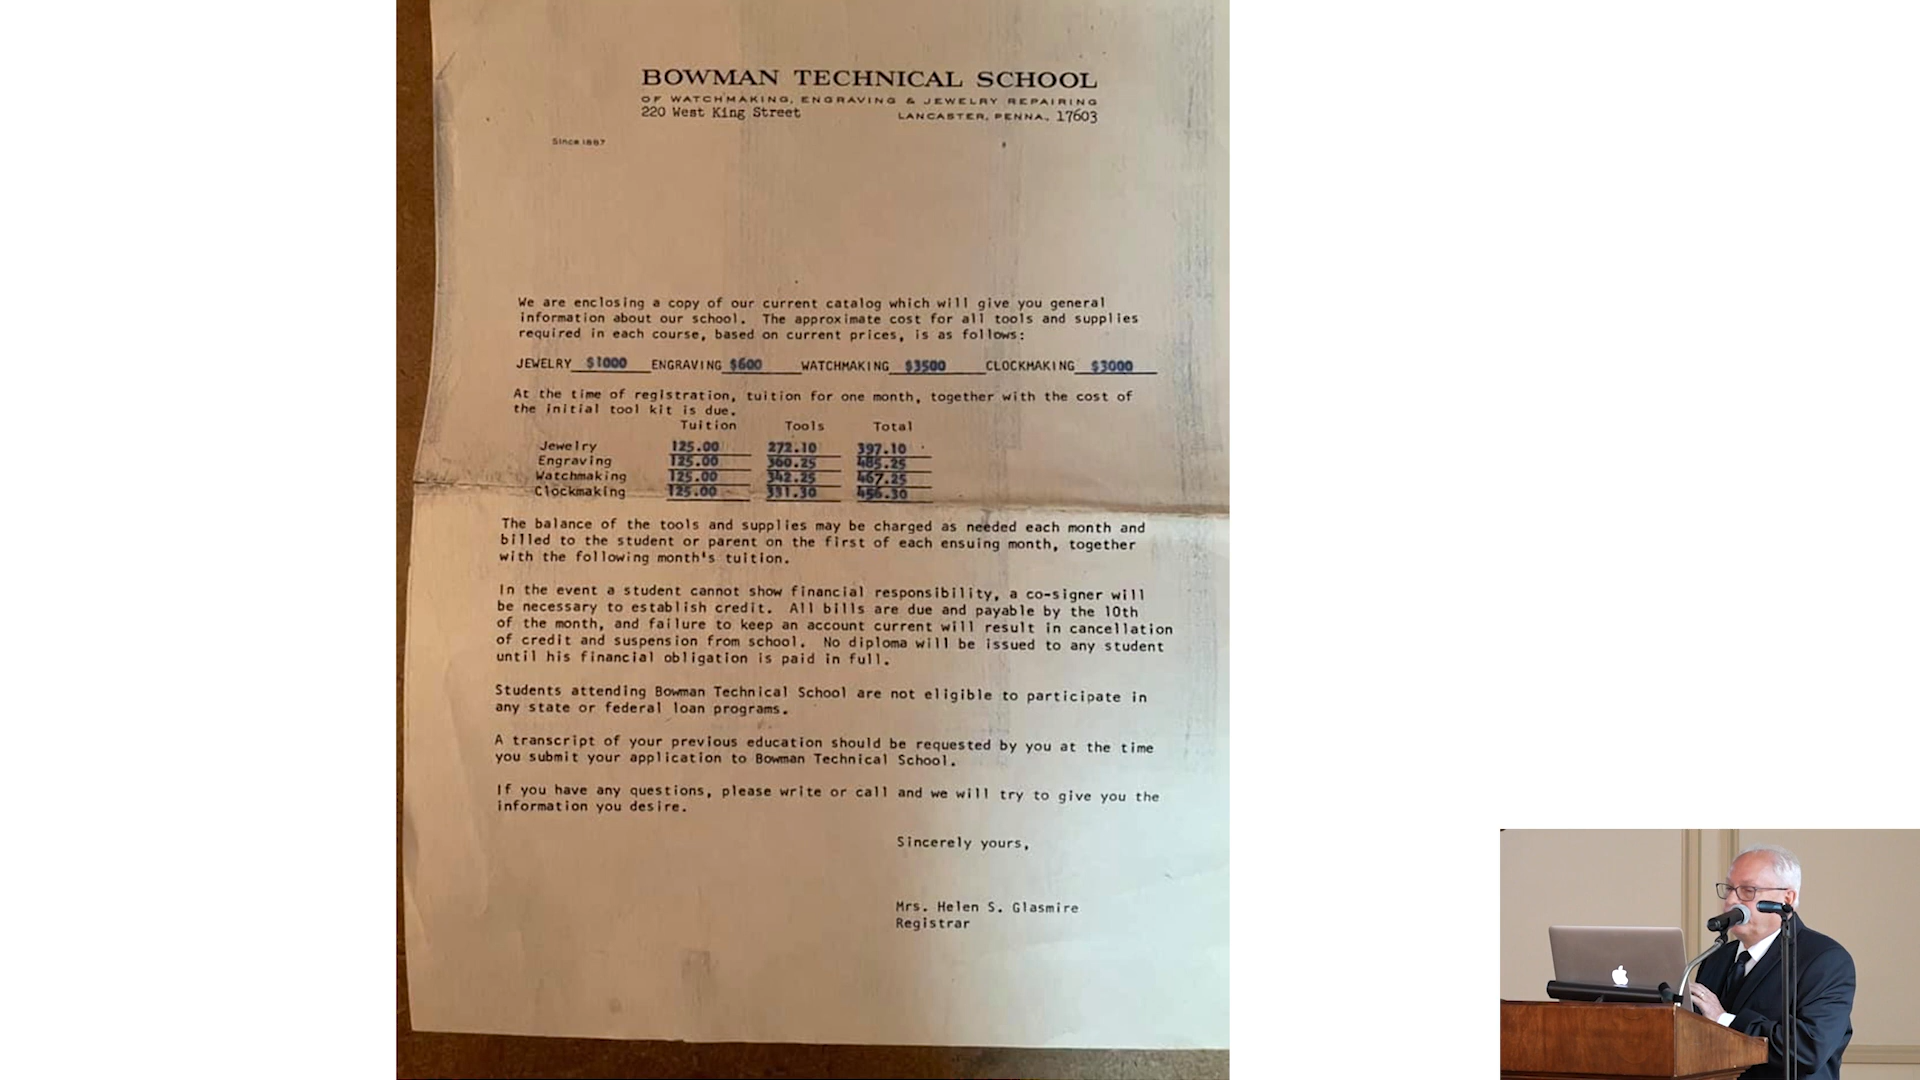 BOWMAN TECHNICAL SCHOOL
OF WATCHMAKING, ENGRAVING & JEWELRY REPAIRING
220 West King Street LANCASTER, PENNA., 17603
Since 1887
We are enclosing a copy of our current catalog which will give you general
information about our school. The approximate cost for all tools and supplies
required in each course, based on current prices, is as follows:
JEWELRY $1000 ENGRAVING $600 WATCHMAKING $3500 CLOCKMAKING $3000
At the time of registration, tuition for one month, together with the cost of
the initial tool kit is due.
Tuition Tools Total
Jewelry 125.00 272.10 397.10
Engraving 125.00 360.25 485.25
Watchmaking 125.00 342.25 467.25
Clockmaking 125.00 331.30 456.30
The balance of the tools and supplies may be charged as needed each month and
billed to the student or parent on the first of each ensuing month, together
with the following month's tuition.
In the event a student cannot show financial responsibility, a co-signer will
be necessary to establish credit. All bills are due and payable by the 10th
of the month, and failure to keep an account current will result in cancellation
of credit and suspension from school. No diploma will be issued to any student
until his financial obligation is paid in full.
Students attending Bowman Technical School are not eligible to participate in
any state or federal loan programs.
A transcript of your previous education should be requested by you at the time
you submit your application to Bowman Technical School.
If you have any questions, please write or call and we will try to give you the
information you desire.
Sincerely yours,
Mrs. Helen S. Glasmire
Registrar